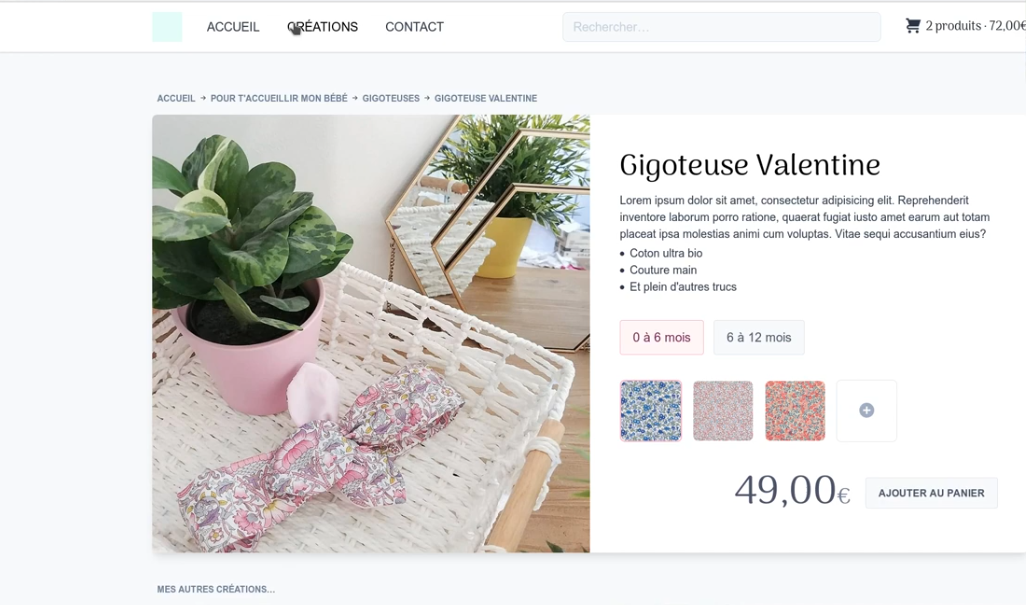 ACCUEIL CRÉATIONS CONTACT Rechercher... 2 produits · 72,00€
ACCUEIL → POUR T'ACCUEILLIR MON BÉBÉ → GIGOTEUSES → GIGOTEUSE VALENTINE
Gigoteuse Valentine
Lorem ipsum dolor sit amet, consectetur adipisicing elit. Reprehenderit
inventore laborum porro ratione, quaerat fugiat iusto amet earum aut totam
placeat ipsa molestias animi cum voluptas. Vitae sequi accusantium eius?
• Coton ultra bio
• Couture main
• Et plein d'autres trucs
0 à 6 mois 6 à 12 mois
49,00€ AJOUTER AU PANIER
MES AUTRES CRÉATIONS...